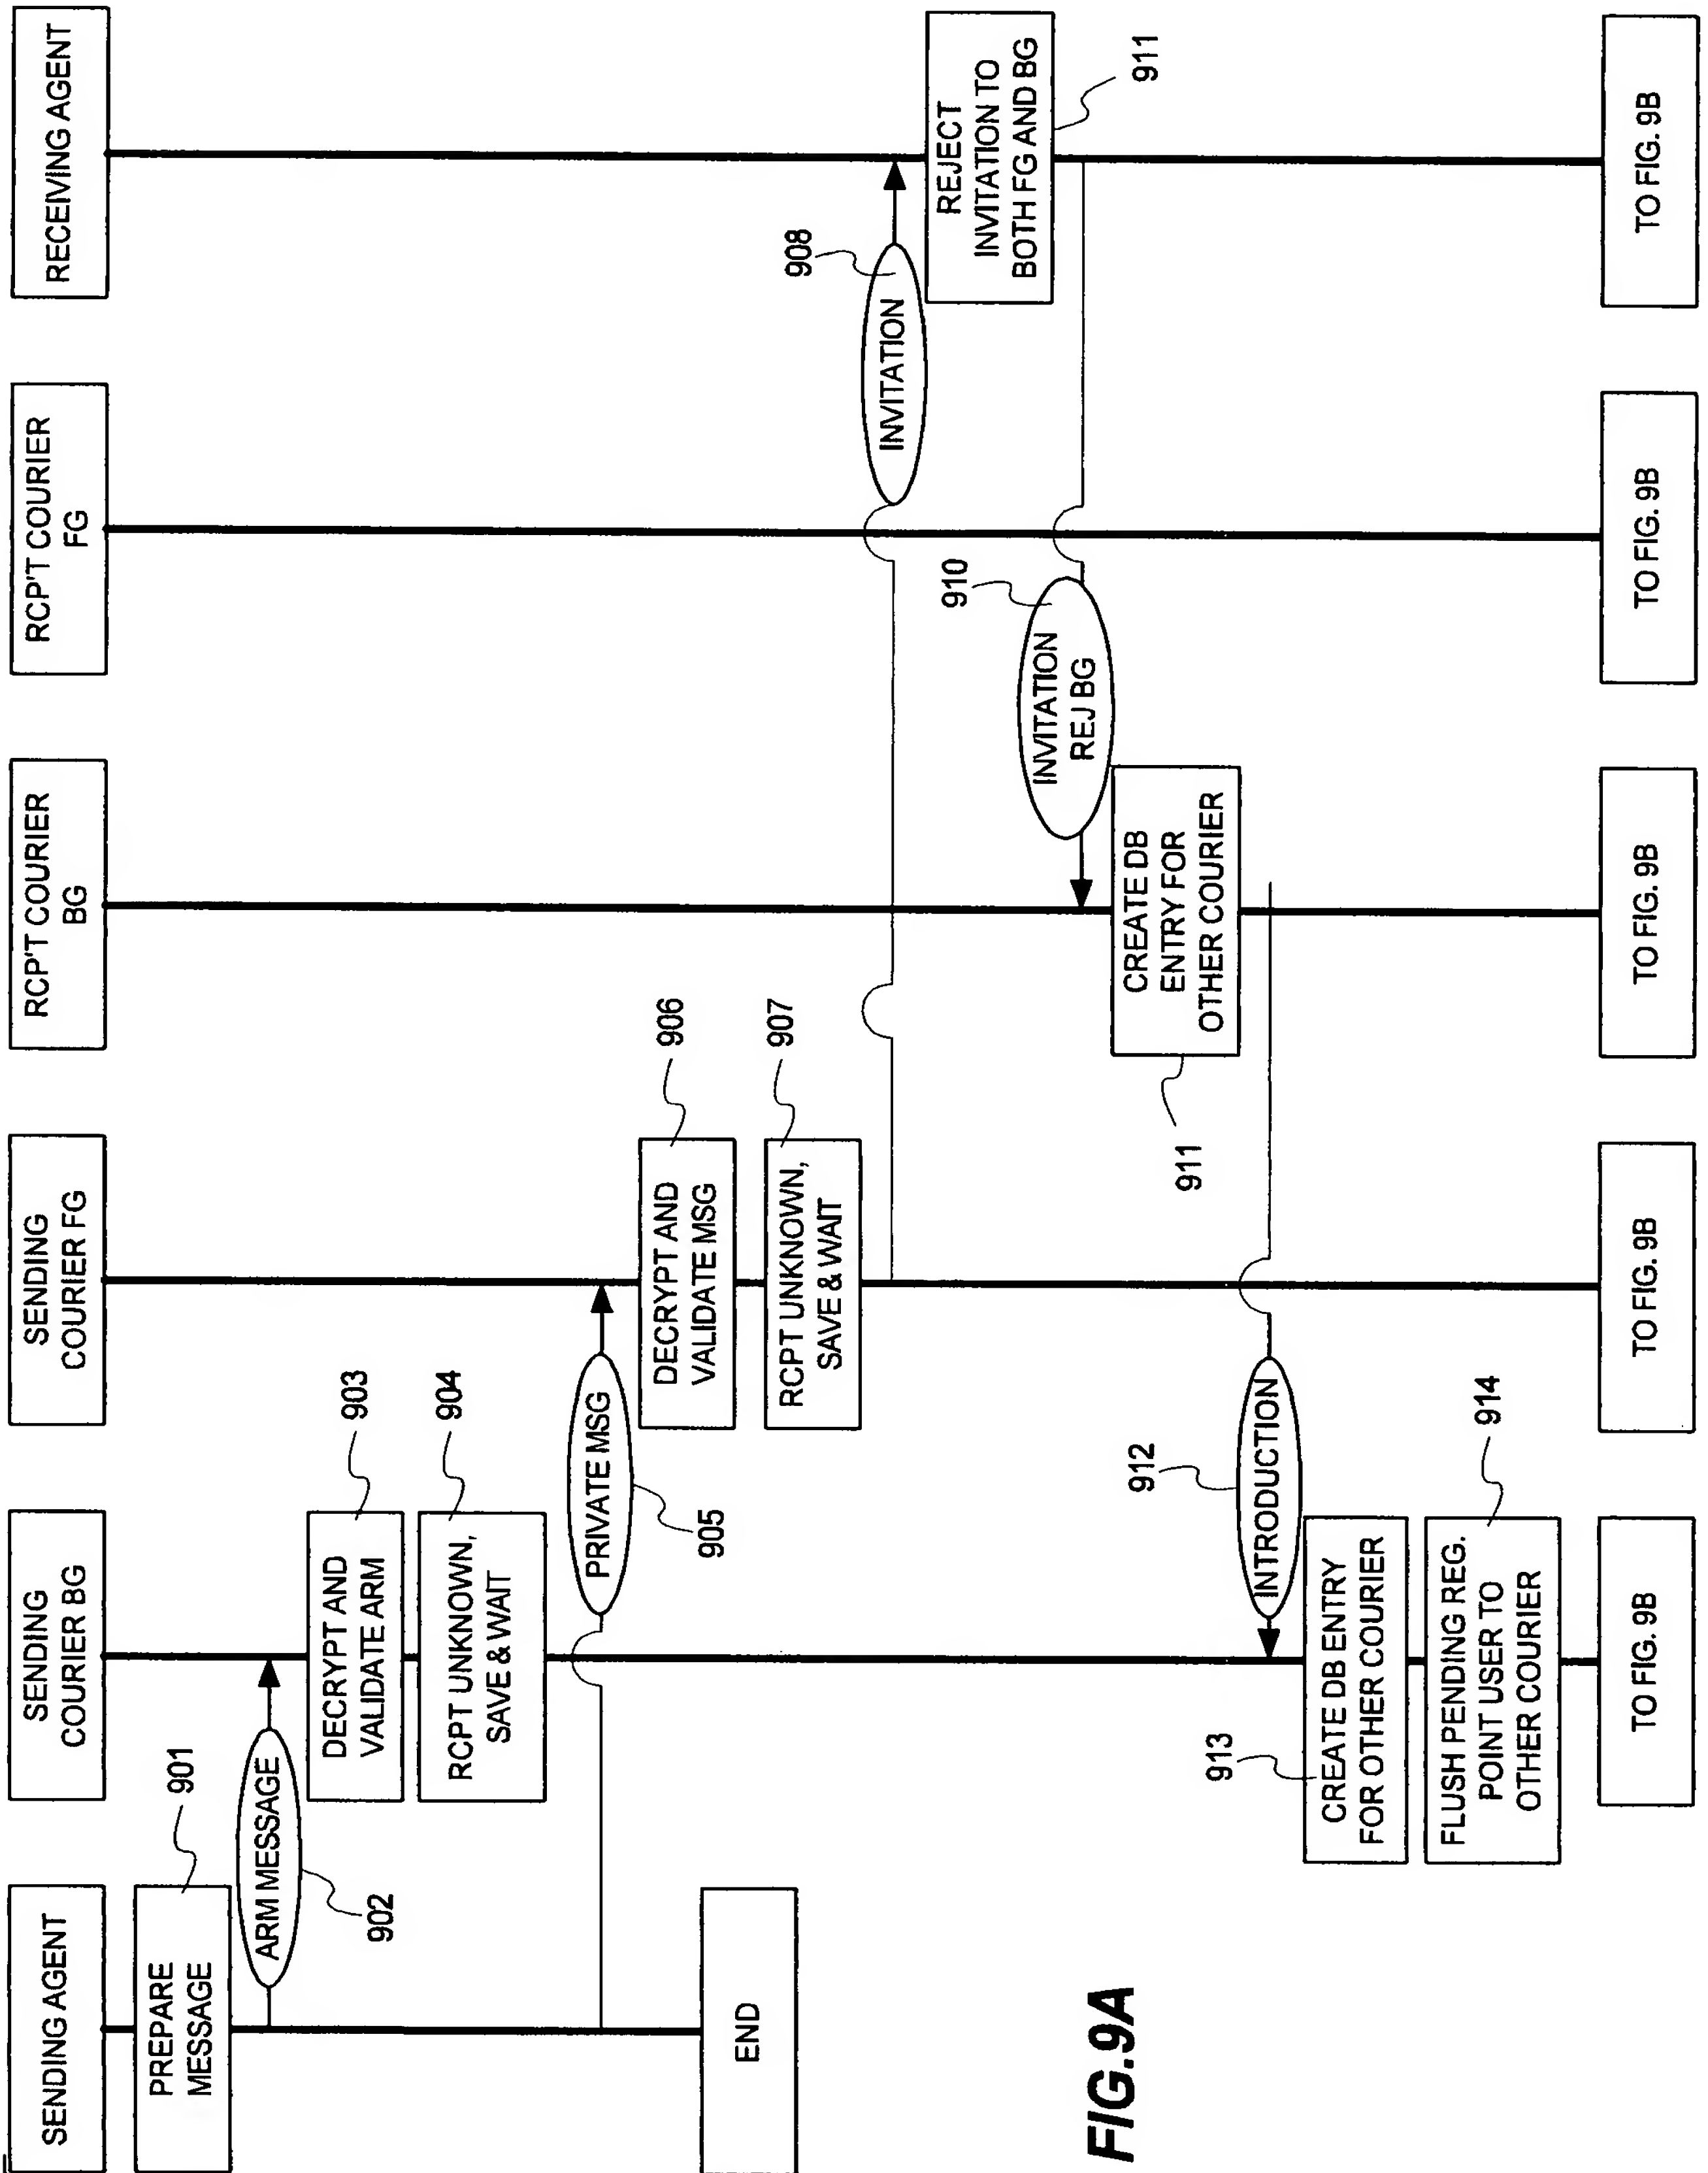 SENDING AGENT
SENDING
COURIER BG
SENDING
COURIER FG
RCP'T COURIER
BG
RCP'T COURIER
FG
RECEIVING AGENT
PREPARE
MESSAGE
901
ARM MESSAGE
902
DECRYPT AND
VALIDATE ARM
903
RCPT UNKNOWN,
SAVE & WAIT
904
PRIVATE MSG
905
DECRYPT AND
VALIDATE MSG
906
RCPT UNKNOWN,
SAVE & WAIT
907
INVITATION
908
REJECT
INVITATION TO
BOTH FG AND BG
911
INVITATION
REJ BG
910
CREATE DB
ENTRY FOR
OTHER COURIER
911
INTRODUCTION
912
CREATE DB ENTRY
FOR OTHER COURIER
913
FLUSH PENDING REG.
POINT USER TO
OTHER COURIER
914
END
TO FIG. 9B
TO FIG. 9B
TO FIG. 9B
TO FIG. 9B
TO FIG. 9B
FIG.9A